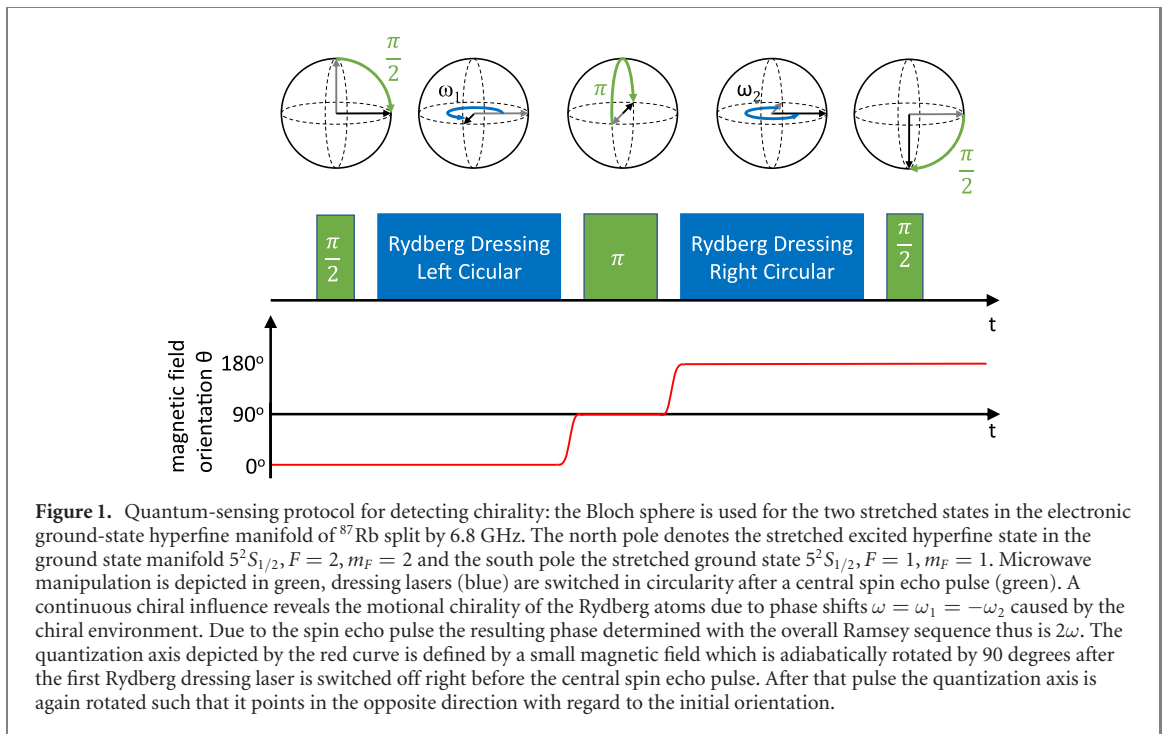 π/2
ω₁
π
ω₂
π/2
π/2
Rydberg Dressing
Left Cicular
π
Rydberg Dressing
Right Circular
π/2
t
magnetic field
orientation θ
180°
90°
0°
t
Figure 1. Quantum-sensing protocol for detecting chirality: the Bloch sphere is used for the two stretched states in the electronic
ground-state hyperfine manifold of ⁸⁷Rb split by 6.8 GHz. The north pole denotes the stretched excited hyperfine state in the
ground state manifold 5²S₁/₂, F = 2, m_F = 2 and the south pole the stretched ground state 5²S₁/₂, F = 1, m_F = 1. Microwave
manipulation is depicted in green, dressing lasers (blue) are switched in circularity after a central spin echo pulse (green). A
continuous chiral influence reveals the motional chirality of the Rydberg atoms due to phase shifts ω = ω₁ = −ω₂ caused by the
chiral environment. Due to the spin echo pulse the resulting phase determined with the overall Ramsey sequence thus is 2ω. The
quantization axis depicted by the red curve is defined by a small magnetic field which is adiabatically rotated by 90 degrees after
the first Rydberg dressing laser is switched off right before the central spin echo pulse. After that pulse the quantization axis is
again rotated such that it points in the opposite direction with regard to the initial orientation.